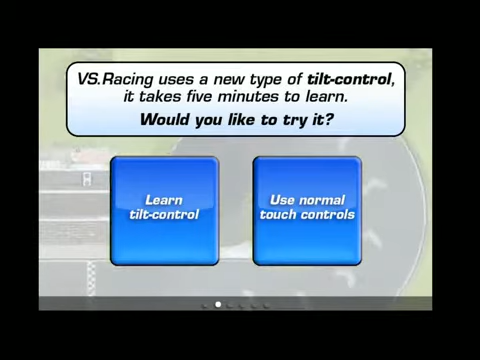 VS.Racing uses a new type of tilt-control,
it takes five minutes to learn.
Would you like to try it?
Learn
tilt-control
Use normal
touch controls